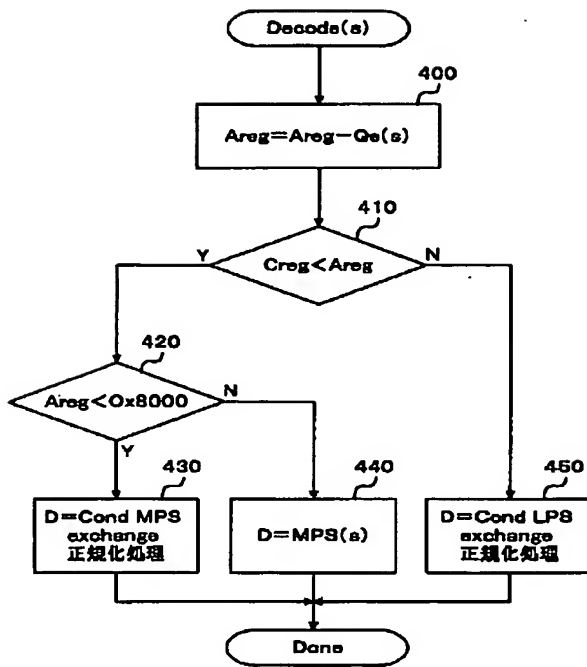 Decode(s)
400
Areg=Areg-Qe(s)
410
Creg<Areg
Y
N
420
Areg<0x8000
N
Y
430
D=Cond MPS
exchange
正規化処理
440
D=MPS(s)
450
D=Cond LPS
exchange
正規化処理
Done